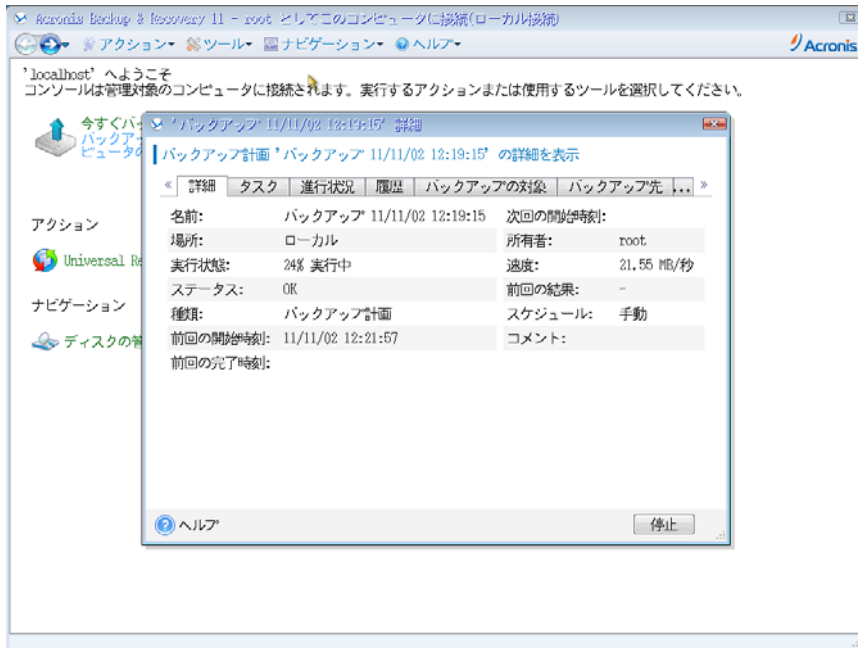 Acronis Backup & Recovery 11 - root としてこのコンピュータに接続(ローカル接続)
アクション ツール ナビゲーション ヘルプ Acronis
'localhost' へようこそ
コンソールは管理対象のコンピュータに接続されます。実行するアクションまたは使用するツールを選択してください。
今すぐバ
バックア
ピュータの
アクション
Universal Re
ナビゲーション
ディスクの管
'バックアップ 11/11/02 12:19:15' 詳細
バックアップ計画 'バックアップ 11/11/02 12:19:15' の詳細を表示
« 詳細 タスク 進行状況 履歴 バックアップの対象 バックアップ先 ... »
名前: バックアップ 11/11/02 12:19:15 次回の開始時刻:
場所: ローカル 所有者: root
実行状態: 24% 実行中 速度: 21.55 MB/秒
ステータス: OK 前回の結果: -
種類: バックアップ計画 スケジュール: 手動
前回の開始時刻: 11/11/02 12:21:57 コメント:
前回の完了時刻:
ヘルプ 停止